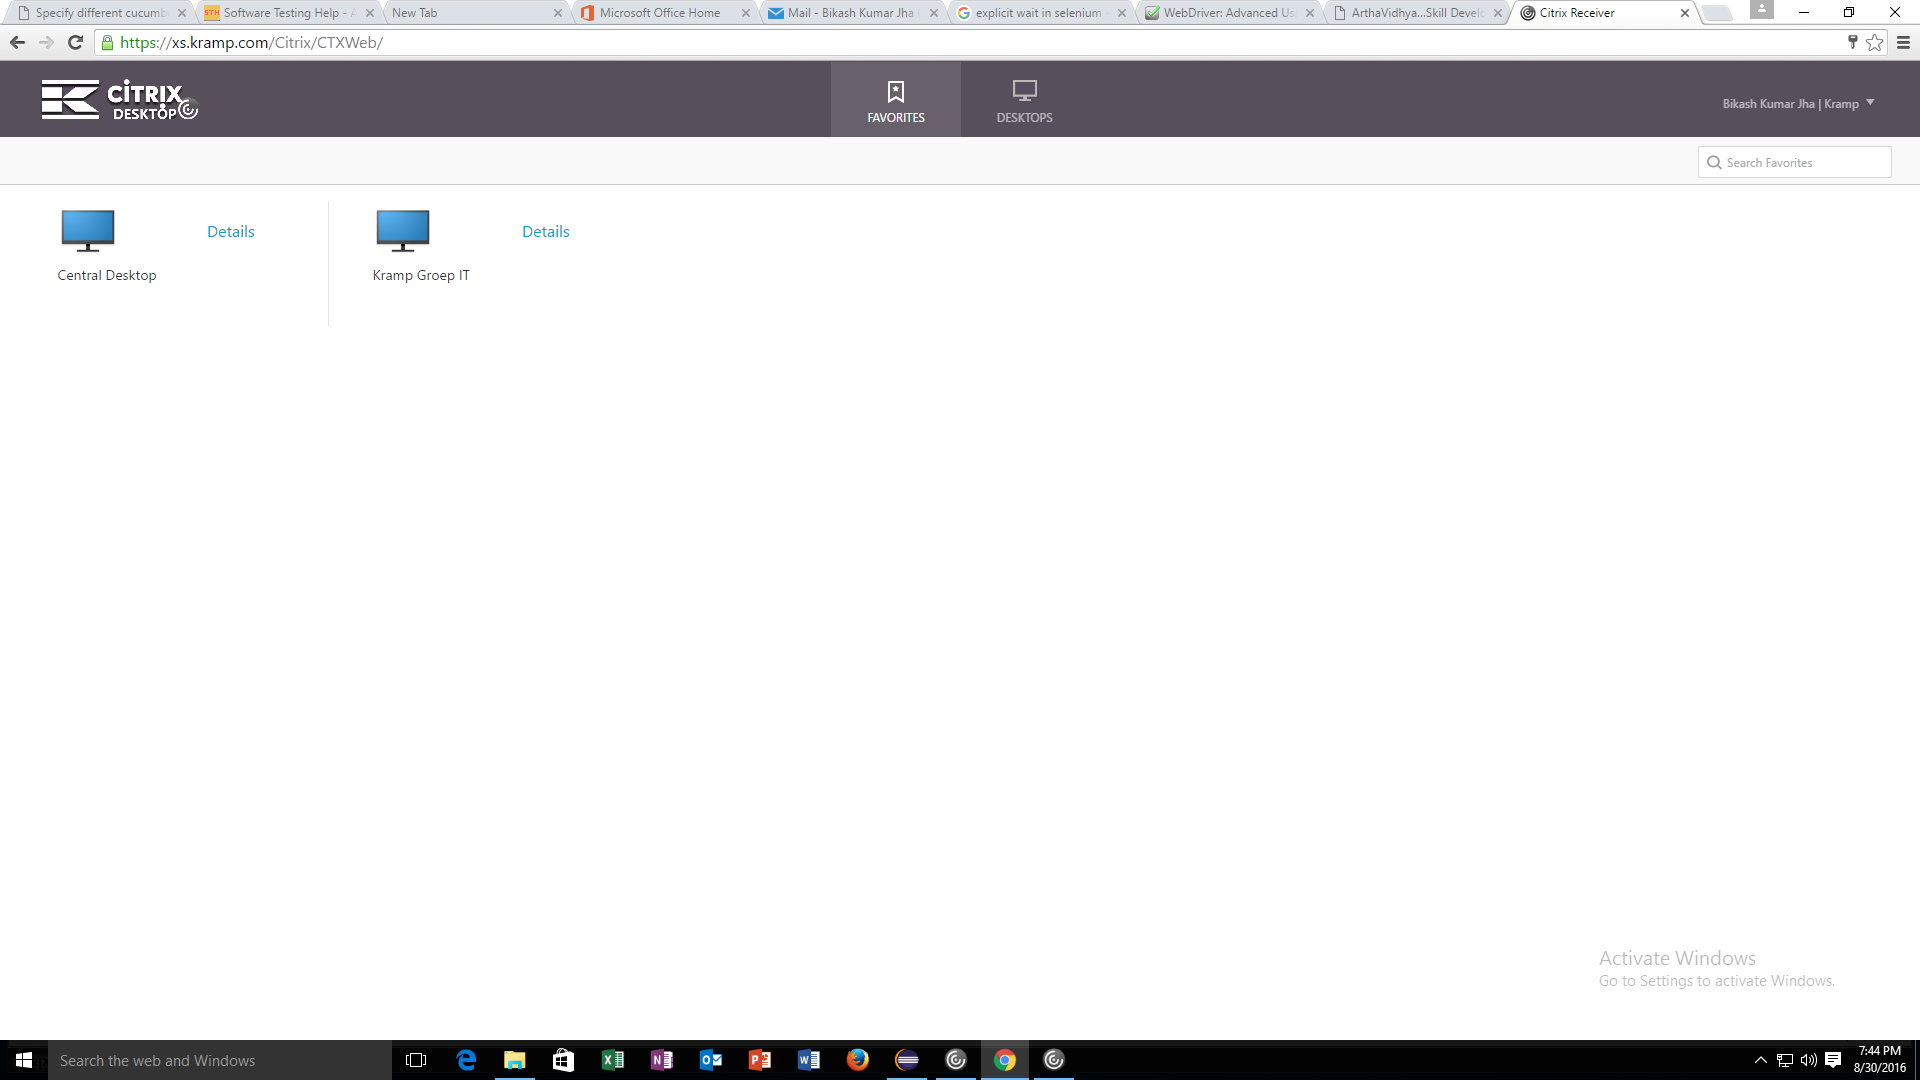 Specify different cucumb
STH Software Testing Help - A
New Tab
Microsoft Office Home
Mail - Bikash Kumar Jha
explicit wait in selenium
WebDriver: Advanced Us
ArthaVidhya...Skill Devel
Citrix Receiver
https://xs.kramp.com/Citrix/CTXWeb/
CiTRIX
DESKTOP
FAVORITES
DESKTOPS
Bikash Kumar Jha | Kramp
Search Favorites
Details
Central Desktop
Details
Kramp Groep IT
Activate Windows
Go to Settings to activate Windows.
Search the web and Windows
7:44 PM
8/30/2016